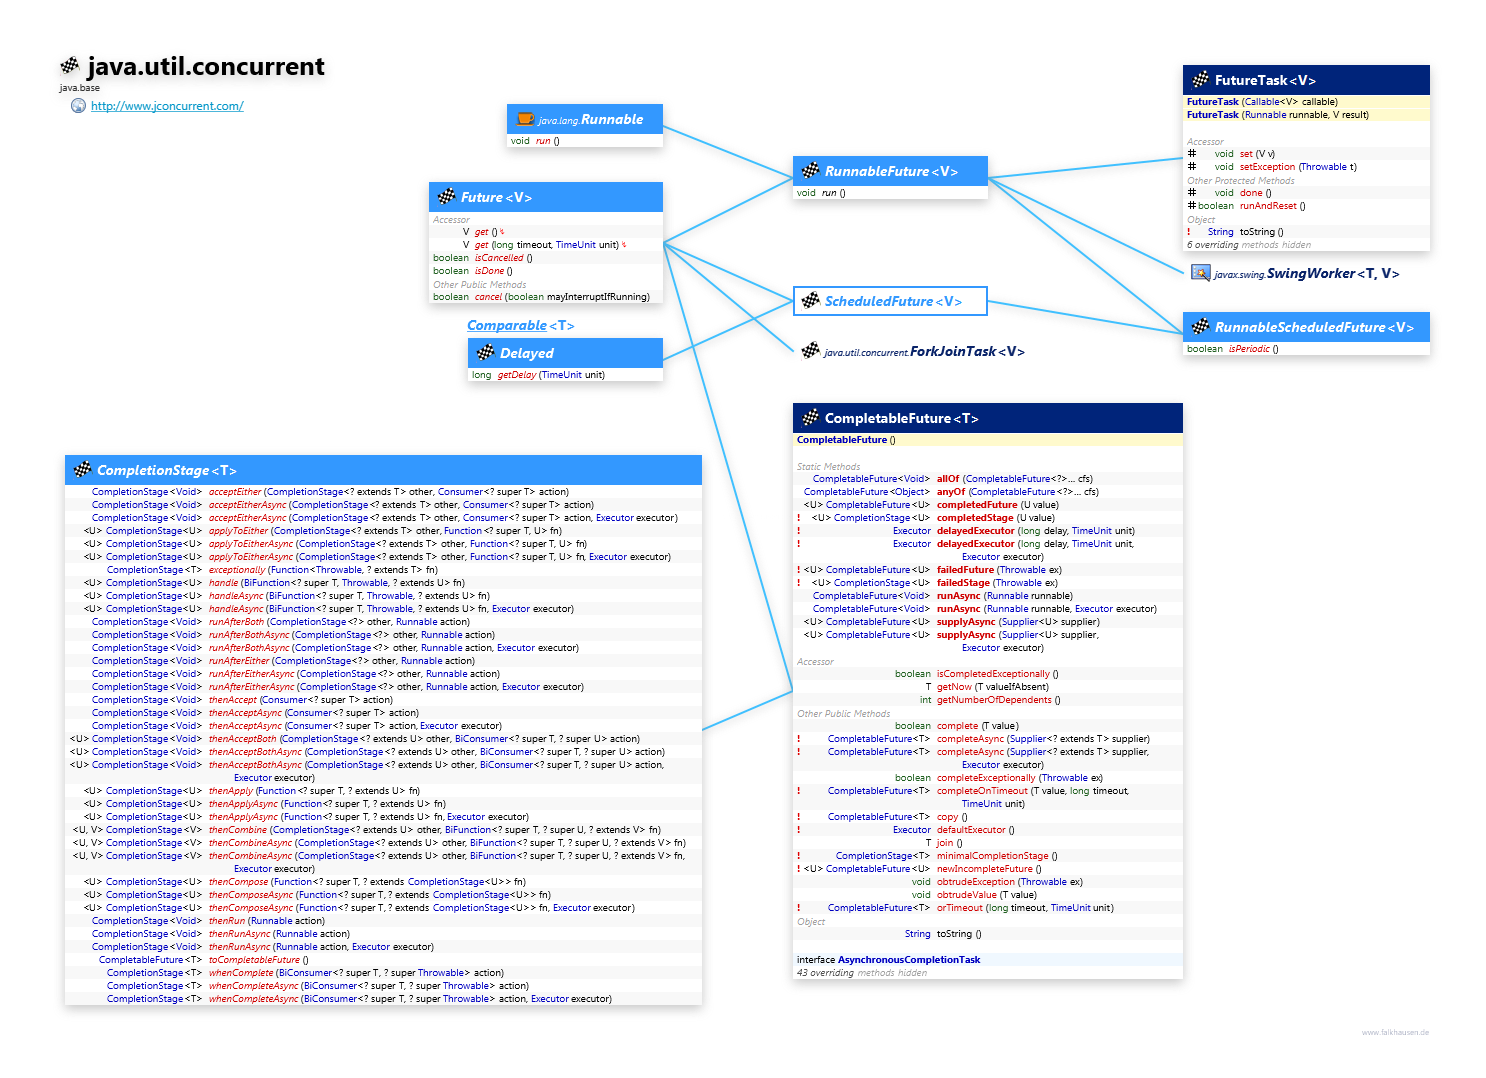 java.util.concurrent
java.base
http://www.jconcurrent.com/
java.lang.Runnable
void run ()
Future <V>
Accessor
V get () ↯
V get (long timeout, TimeUnit unit) ↯
boolean isCancelled ()
boolean isDone ()
Other Public Methods
boolean cancel (boolean mayInterruptIfRunning)
Comparable <T>
Delayed
long getDelay (TimeUnit unit)
RunnableFuture <V>
void run ()
ScheduledFuture <V>
java.util.concurrent.ForkJoinTask <V>
FutureTask <V>
FutureTask (Callable<V> callable)
FutureTask (Runnable runnable, V result)
Accessor
# void set (V v)
# void setException (Throwable t)
Other Protected Methods
# void done ()
# boolean runAndReset ()
Object
! String toString ()
6 overriding methods hidden
javax.swing.SwingWorker <T, V>
RunnableScheduledFuture <V>
boolean isPeriodic ()
CompletionStage <T>
CompletionStage<Void> acceptEither (CompletionStage<? extends T> other, Consumer<? super T> action)
CompletionStage<Void> acceptEitherAsync (CompletionStage<? extends T> other, Consumer<? super T> action)
CompletionStage<Void> acceptEitherAsync (CompletionStage<? extends T> other, Consumer<? super T> action, Executor executor)
<U> CompletionStage<U> applyToEither (CompletionStage<? extends T> other, Function<? super T, U> fn)
<U> CompletionStage<U> applyToEitherAsync (CompletionStage<? extends T> other, Function<? super T, U> fn)
<U> CompletionStage<U> applyToEitherAsync (CompletionStage<? extends T> other, Function<? super T, U> fn, Executor executor)
CompletionStage<T> exceptionally (Function<Throwable, ? extends T> fn)
<U> CompletionStage<U> handle (BiFunction<? super T, Throwable, ? extends U> fn)
<U> CompletionStage<U> handleAsync (BiFunction<? super T, Throwable, ? extends U> fn)
<U> CompletionStage<U> handleAsync (BiFunction<? super T, Throwable, ? extends U> fn, Executor executor)
CompletionStage<Void> runAfterBoth (CompletionStage<?> other, Runnable action)
CompletionStage<Void> runAfterBothAsync (CompletionStage<?> other, Runnable action)
CompletionStage<Void> runAfterBothAsync (CompletionStage<?> other, Runnable action, Executor executor)
CompletionStage<Void> runAfterEither (CompletionStage<?> other, Runnable action)
CompletionStage<Void> runAfterEitherAsync (CompletionStage<?> other, Runnable action)
CompletionStage<Void> runAfterEitherAsync (CompletionStage<?> other, Runnable action, Executor executor)
CompletionStage<Void> thenAccept (Consumer<? super T> action)
CompletionStage<Void> thenAcceptAsync (Consumer<? super T> action)
CompletionStage<Void> thenAcceptAsync (Consumer<? super T> action, Executor executor)
<U> CompletionStage<Void> thenAcceptBoth (CompletionStage<? extends U> other, BiConsumer<? super T, ? super U> action)
<U> CompletionStage<Void> thenAcceptBothAsync (CompletionStage<? extends U> other, BiConsumer<? super T, ? super U> action)
<U> CompletionStage<Void> thenAcceptBothAsync (CompletionStage<? extends U> other, BiConsumer<? super T, ? super U> action,
Executor executor)
<U> CompletionStage<U> thenApply (Function<? super T, ? extends U> fn)
<U> CompletionStage<U> thenApplyAsync (Function<? super T, ? extends U> fn)
<U> CompletionStage<U> thenApplyAsync (Function<? super T, ? extends U> fn, Executor executor)
<U, V> CompletionStage<V> thenCombine (CompletionStage<? extends U> other, BiFunction<? super T, ? super U, ? extends V> fn)
<U, V> CompletionStage<V> thenCombineAsync (CompletionStage<? extends U> other, BiFunction<? super T, ? super U, ? extends V> fn)
<U, V> CompletionStage<V> thenCombineAsync (CompletionStage<? extends U> other, BiFunction<? super T, ? super U, ? extends V> fn,
Executor executor)
<U> CompletionStage<U> thenCompose (Function<? super T, ? extends CompletionStage<U>> fn)
<U> CompletionStage<U> thenComposeAsync (Function<? super T, ? extends CompletionStage<U>> fn)
<U> CompletionStage<U> thenComposeAsync (Function<? super T, ? extends CompletionStage<U>> fn, Executor executor)
CompletionStage<Void> thenRun (Runnable action)
CompletionStage<Void> thenRunAsync (Runnable action)
CompletionStage<Void> thenRunAsync (Runnable action, Executor executor)
CompletableFuture<T> toCompletableFuture ()
CompletionStage<T> whenComplete (BiConsumer<? super T, ? super Throwable> action)
CompletionStage<T> whenCompleteAsync (BiConsumer<? super T, ? super Throwable> action)
CompletionStage<T> whenCompleteAsync (BiConsumer<? super T, ? super Throwable> action, Executor executor)
CompletableFuture <T>
CompletableFuture ()
Static Methods
CompletableFuture<Void> allOf (CompletableFuture<?>... cfs)
CompletableFuture<Object> anyOf (CompletableFuture<?>... cfs)
<U> CompletableFuture<U> completedFuture (U value)
! <U> CompletionStage<U> completedStage (U value)
! Executor delayedExecutor (long delay, TimeUnit unit)
! Executor delayedExecutor (long delay, TimeUnit unit,
Executor executor)
! <U> CompletableFuture<U> failedFuture (Throwable ex)
! <U> CompletionStage<U> failedStage (Throwable ex)
CompletableFuture<Void> runAsync (Runnable runnable)
CompletableFuture<Void> runAsync (Runnable runnable, Executor executor)
<U> CompletableFuture<U> supplyAsync (Supplier<U> supplier)
<U> CompletableFuture<U> supplyAsync (Supplier<U> supplier,
Executor executor)
Accessor
boolean isCompletedExceptionally ()
T getNow (T valueIfAbsent)
int getNumberOfDependents ()
Other Public Methods
boolean complete (T value)
! CompletableFuture<T> completeAsync (Supplier<? extends T> supplier)
! CompletableFuture<T> completeAsync (Supplier<? extends T> supplier,
Executor executor)
boolean completeExceptionally (Throwable ex)
! CompletableFuture<T> completeOnTimeout (T value, long timeout,
TimeUnit unit)
! CompletableFuture<T> copy ()
! Executor defaultExecutor ()
T join ()
! CompletionStage<T> minimalCompletionStage ()
! <U> CompletableFuture<U> newIncompleteFuture ()
void obtrudeException (Throwable ex)
void obtrudeValue (T value)
! CompletableFuture<T> orTimeout (long timeout, TimeUnit unit)
Object
String toString ()
interface AsynchronousCompletionTask
43 overriding methods hidden
www.falkhausen.de